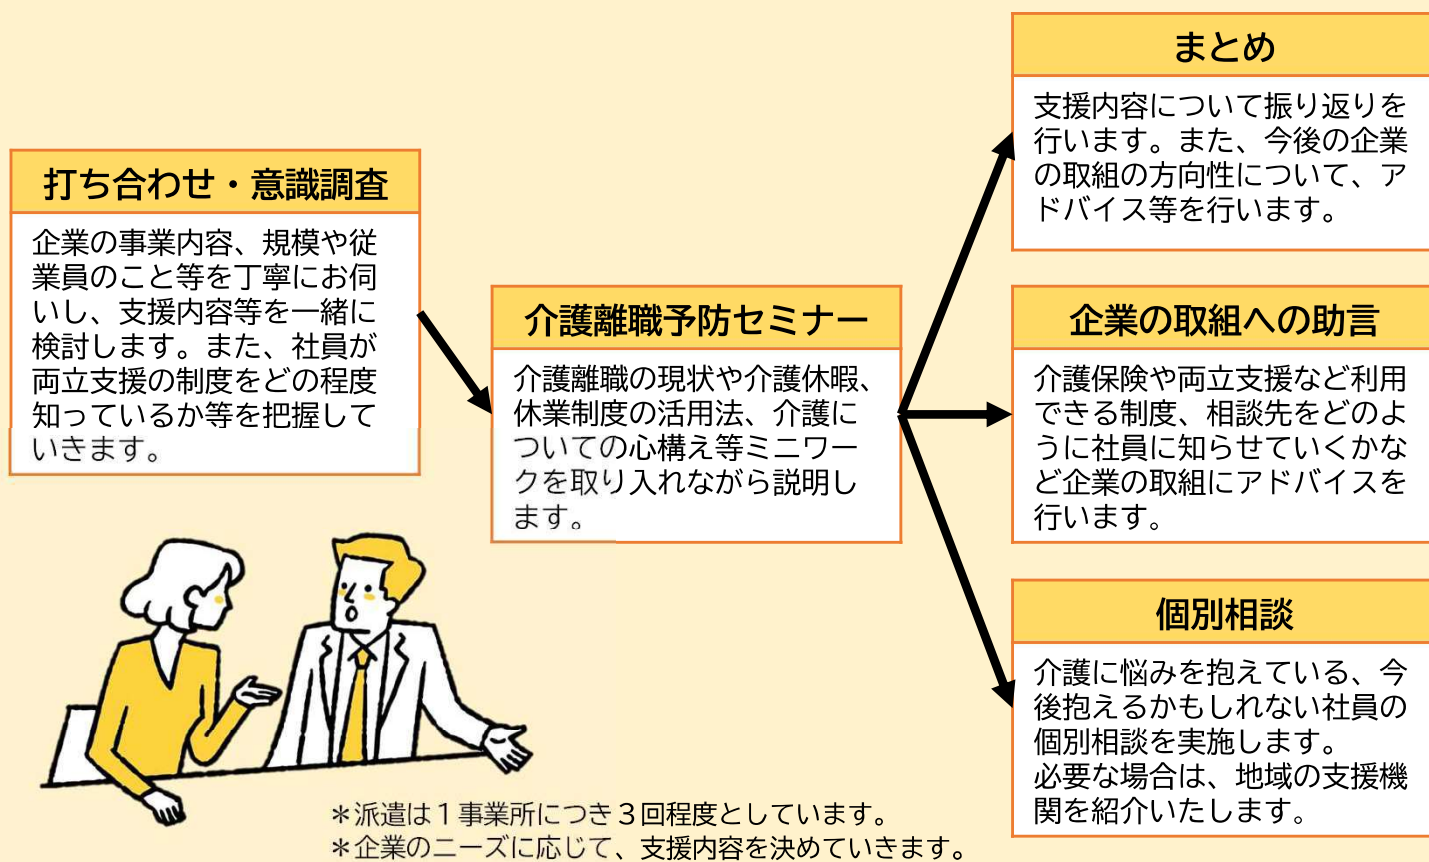 打ち合わせ・意識調査
企業の事業内容、規模や従
業員のこと等を丁寧にお伺
いし、支援内容等を一緒に
検討します。また、社員が
両立支援の制度をどの程度
知っているか等を把握して
いきます。
介護離職予防セミナー
介護離職の現状や介護休暇、
休業制度の活用法、介護に
ついての心構え等ミニワー
クを取り入れながら説明し
ます。
まとめ
支援内容について振り返りを
行います。また、今後の企業
の取組の方向性について、ア
ドバイス等を行います。
企業の取組への助言
介護保険や両立支援など利用
できる制度、相談先をどのよ
うに社員に知らせていくかな
ど企業の取組にアドバイスを
行います。
個別相談
介護に悩みを抱えている、今
後抱えるかもしれない社員の
個別相談を実施します。
必要な場合は、地域の支援機
関を紹介いたします。
＊派遣は１事業所につき３回程度としています。
＊企業のニーズに応じて、支援内容を決めていきます。